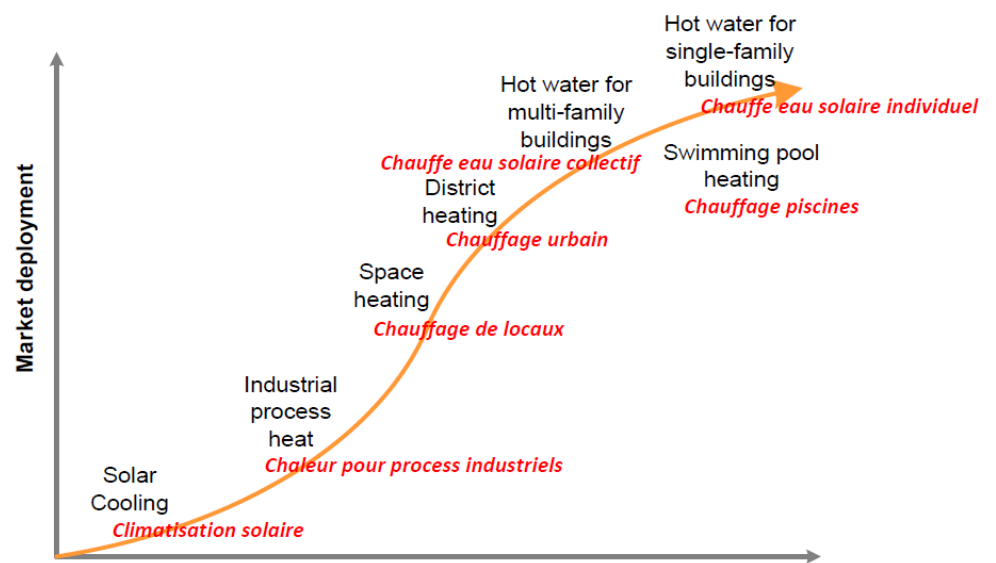 Hot water for
single-family
buildings
Chauffe eau solaire individuel
Hot water for
multi-family
buildings
Chauffe eau solaire collectif
Swimming pool
heating
Chauffage piscines
District
heating
Chauffage urbain
Space
heating
Chauffage de locaux
Industrial
process
heat
Chaleur pour process industriels
Solar
Cooling
Climatisation solaire
Market deployment